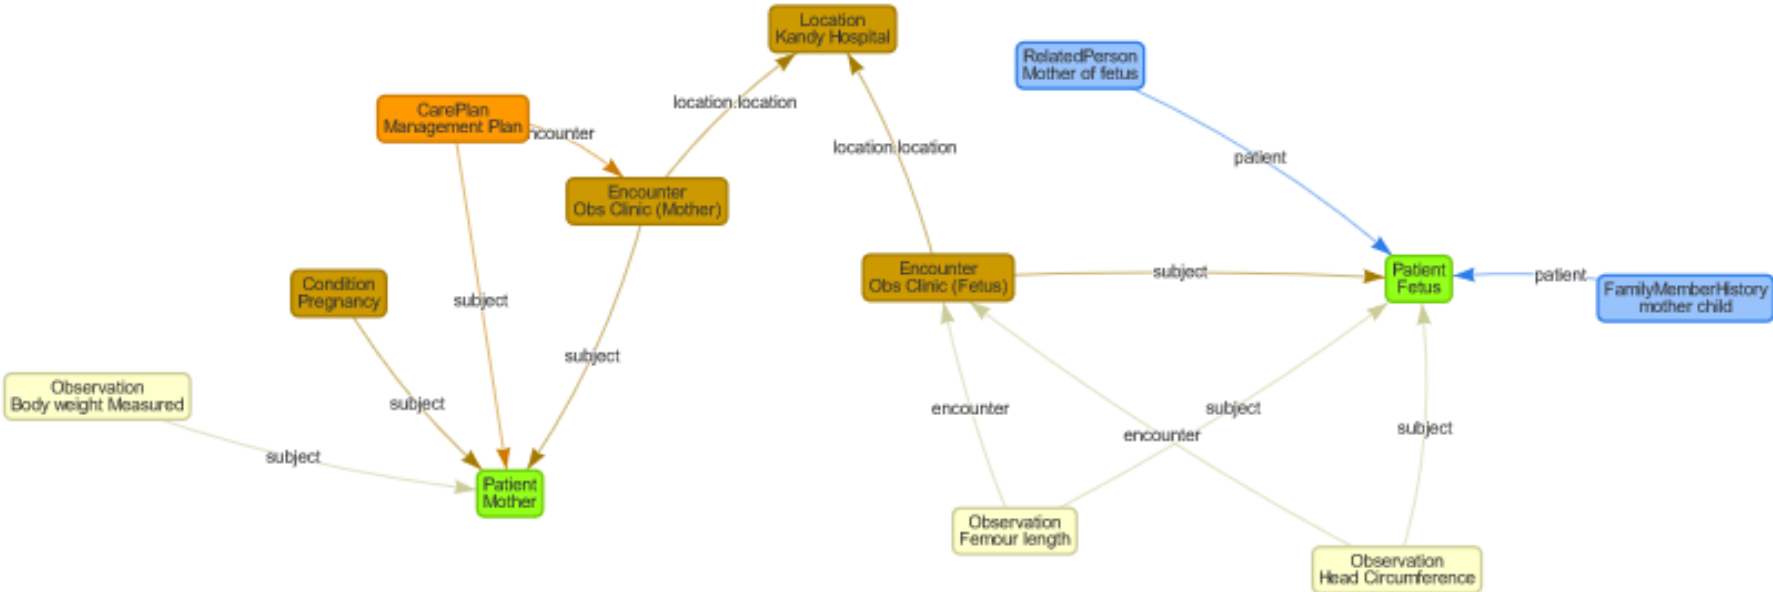 Location
Kandy Hospital
RelatedPerson
Mother of fetus
CarePlan
Management Plan
location.location
ncounter
location.location
patient
Encounter
Obs Clinic (Mother)
Encounter
Obs Clinic (Fetus)
subject
Patient
Fetus
patient
FamilyMemberHistory
mother child
Condition
Pregnancy
subject
subject
Observation
Body weight Measured
subject
encounter
subject
encounter
subject
subject
Patient
Mother
Observation
Femour length
Observation
Head Circumference